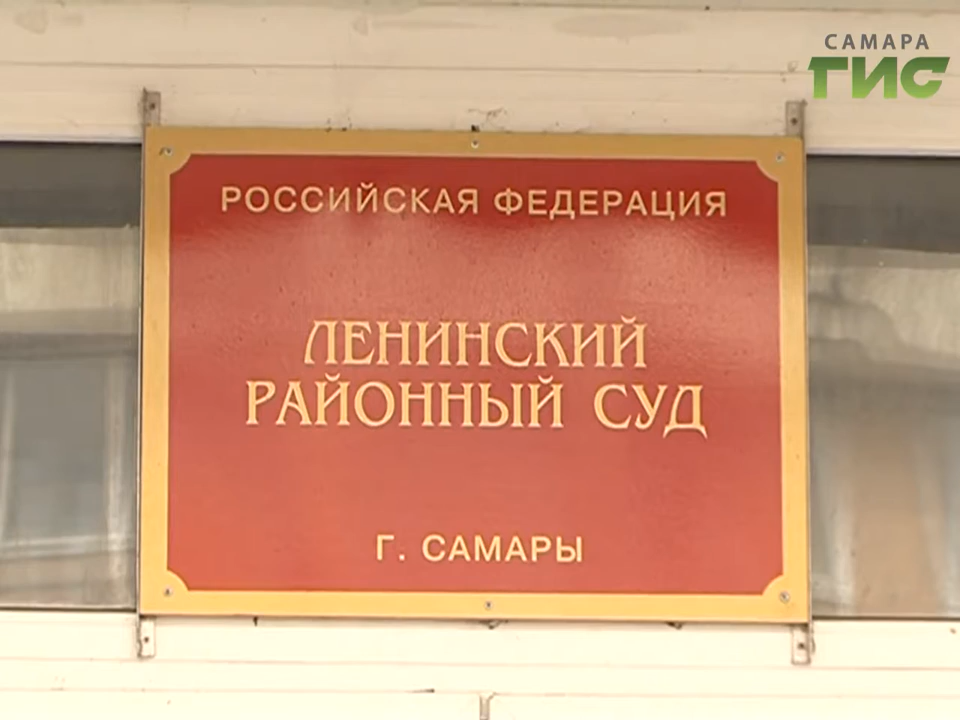 САМАРА
ГИС
РОССИЙСКАЯ ФЕДЕРАЦИЯ
ЛЕНИНСКИЙ
РАЙОННЫЙ СУД
Г. САМАРЫ